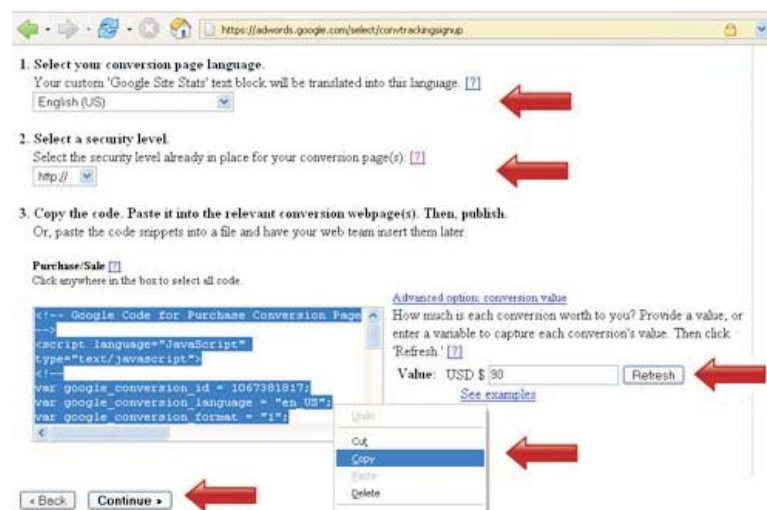 https://adwords.google.com/select/convtrackingsignup
1. Select your conversion page language.
Your custom 'Google Site Stats' text block will be translated into this language. [?]
English (US)
2. Select a security level.
Select the security level already in place for your conversion page(s): [?]
http://
3. Copy the code. Paste it into the relevant conversion webpage(s). Then, publish.
Or, paste the code snippets into a file and have your web team insert them later.
Purchase/Sale [?]
Click anywhere in the box to select all code.
<!-- Google Code for Purchase Conversion Page
-->
<script language="JavaScript"
type="text/javascript">
<!--
var google_conversion_id = 1067381817;
var google_conversion_language = "en_US";
var google_conversion_format = "1";
Advanced option: conversion value
How much is each conversion worth to you? Provide a value, or
enter a variable to capture each conversion's value. Then click
'Refresh.' [?]
Value: USD $ 90 Refresh
See examples
Undo
Cut
Copy
Paste
Delete
« Back Continue »